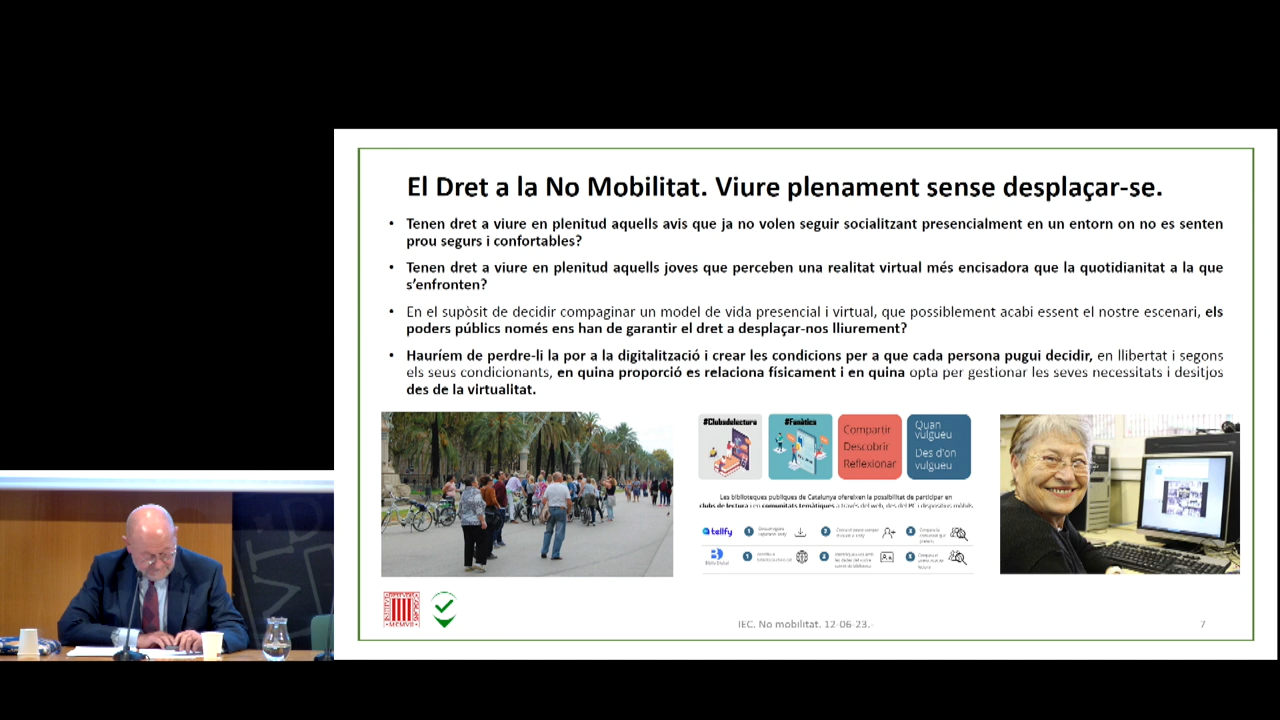 El Dret a la No Mobilitat. Viure plenament sense desplaçar-se.
• Tenen dret a viure en plenitud aquells avis que ja no volen seguir socialitzant presencialment en un entorn on no es senten
prou segurs i confortables?
• Tenen dret a viure en plenitud aquells joves que perceben una realitat virtual més encisadora que la quotidianitat a la que
s'enfronten?
• En el supòsit de decidir compaginar un model de vida presencial i virtual, que possiblement acabi essent el nostre escenari, els
poders públics només ens han de garantir el dret a desplaçar-nos lliurement?
• Hauríem de perdre-li la por a la digitalització i crear les condicions per a que cada persona pugui decidir, en llibertat i segons
els seus condicionants, en quina proporció es relaciona físicament i en quina opta per gestionar les seves necessitats i desitjos
des de la virtualitat.
#Clubsdelectura
#Fanàtics
Compartir
Descobrir
Reflexionar
Quan
vulgueu
Des d'on
vulgueu
Les biblioteques públiques de Catalunya ofereixen la possibilitat de participar en
clubs de lectura i en comunitats temàtiques a través del web, des del PC i dispositius mòbils.
tellfy
1
2
3
MCMVII
IEC. No mobilitat. 12-06-23.-
7